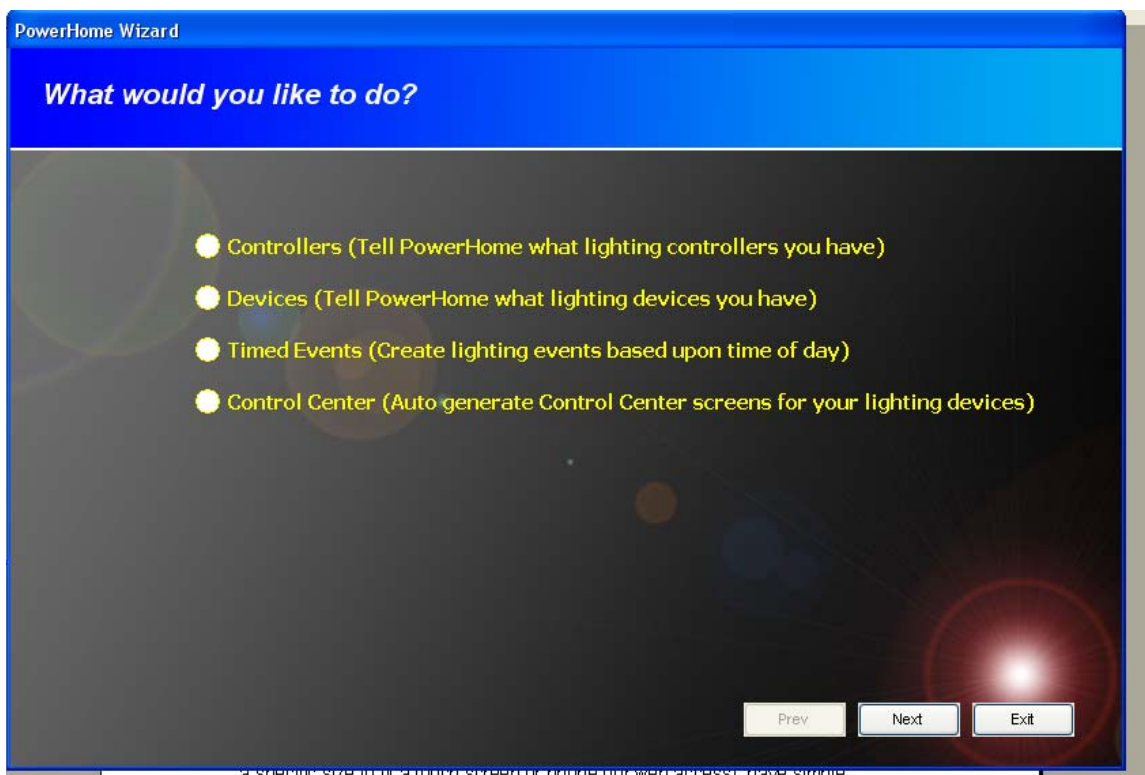 PowerHome Wizard
What would you like to do?
Controllers (Tell PowerHome what lighting controllers you have)
Devices (Tell PowerHome what lighting devices you have)
Timed Events (Create lighting events based upon time of day)
Control Center (Auto generate Control Center screens for your lighting devices)
Prev Next Exit